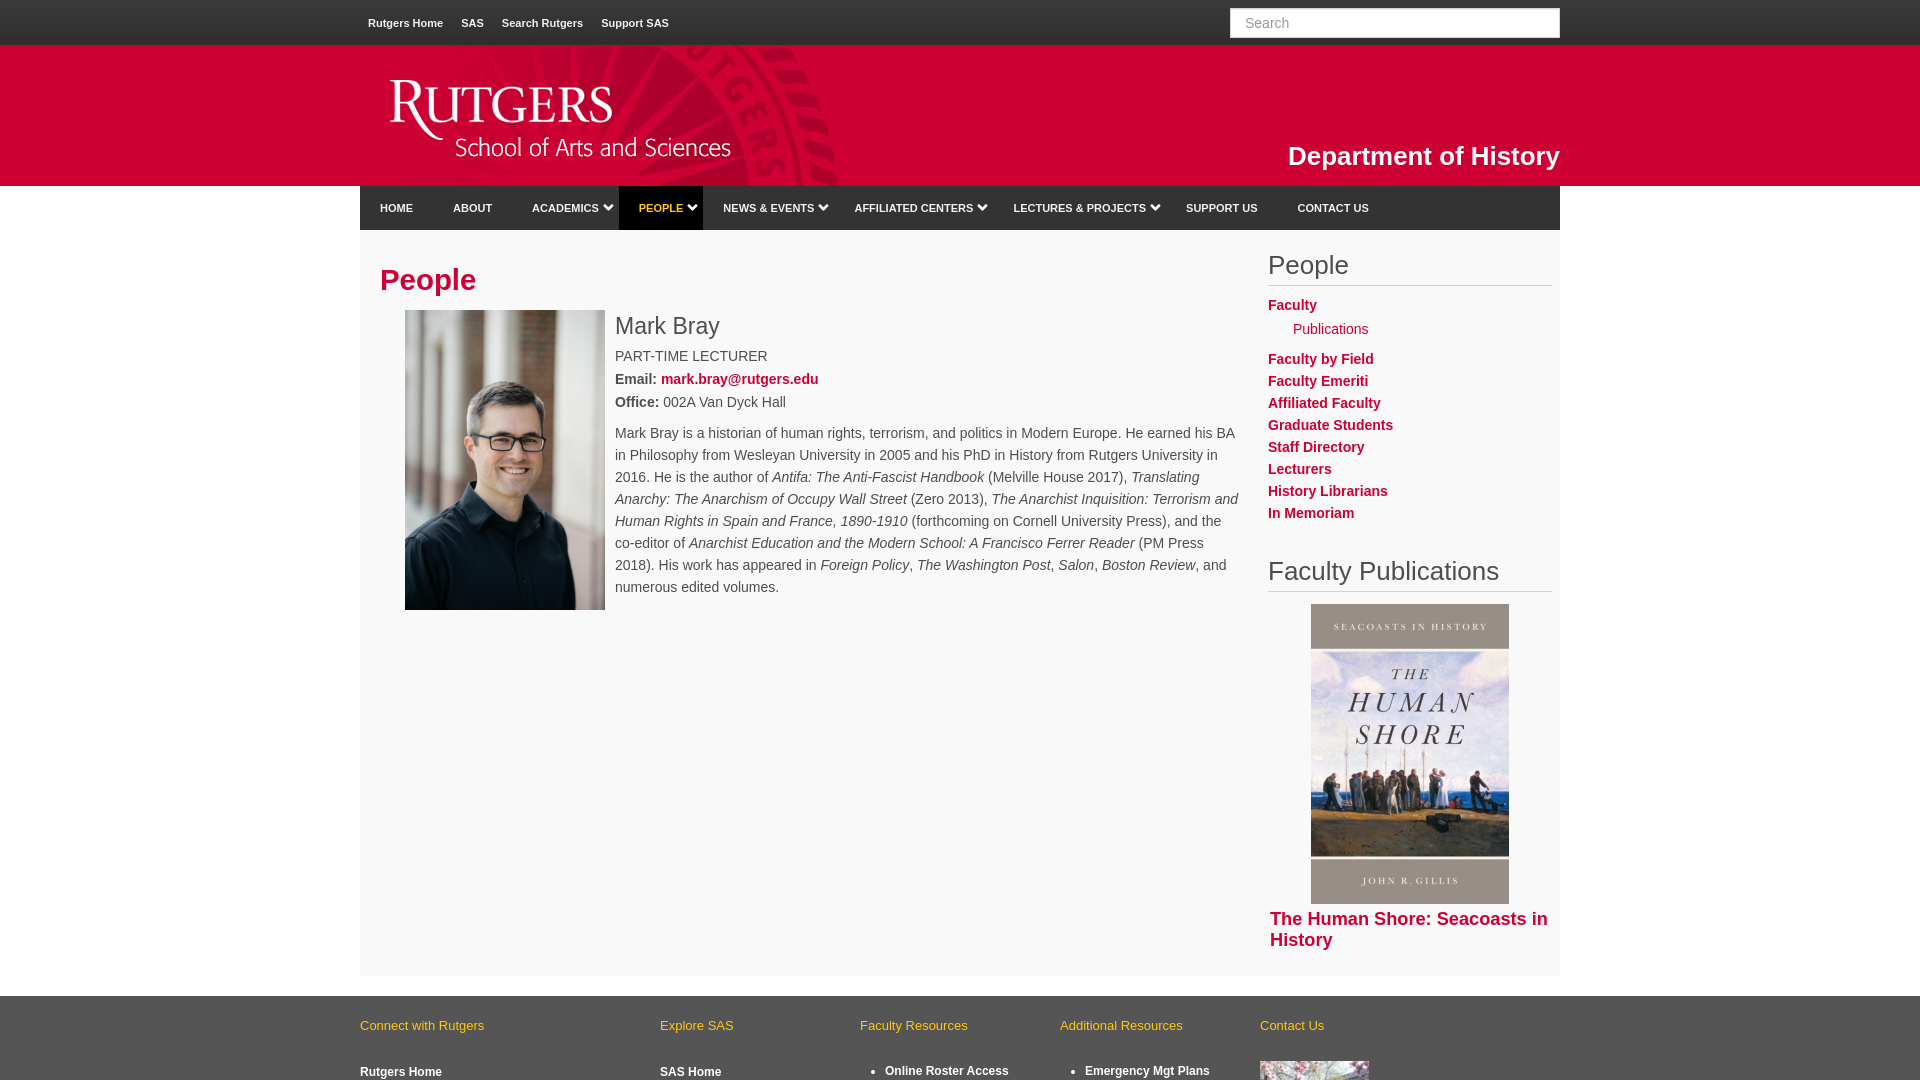 Rutgers Home SAS Search Rutgers Support SAS
Search
RUTGERS
School of Arts and Sciences
RUTGERS
UTGERS
Department of History
HOME ABOUT ACADEMICS PEOPLE NEWS & EVENTS AFFILIATED CENTERS LECTURES & PROJECTS SUPPORT US CONTACT US
People
Mark Bray
PART-TIME LECTURER
Email: mark.bray@rutgers.edu
Office: 002A Van Dyck Hall
Mark Bray is a historian of human rights, terrorism, and politics in Modern Europe. He earned his BA
in Philosophy from Wesleyan University in 2005 and his PhD in History from Rutgers University in
2016. He is the author of Antifa: The Anti-Fascist Handbook (Melville House 2017), Translating
Anarchy: The Anarchism of Occupy Wall Street (Zero 2013), The Anarchist Inquisition: Terrorism and
Human Rights in Spain and France, 1890-1910 (forthcoming on Cornell University Press), and the
co-editor of Anarchist Education and the Modern School: A Francisco Ferrer Reader (PM Press
2018). His work has appeared in Foreign Policy, The Washington Post, Salon, Boston Review, and
numerous edited volumes.
People
Faculty
Publications
Faculty by Field
Faculty Emeriti
Affiliated Faculty
Graduate Students
Staff Directory
Lecturers
History Librarians
In Memoriam
Faculty Publications
SEACOASTS IN HISTORY
THE
HUMAN
SHORE
JOHN R. GILLIS
The Human Shore: Seacoasts in
History
Connect with Rutgers
Rutgers Home
Explore SAS
SAS Home
Faculty Resources
• Online Roster Access
Additional Resources
• Emergency Mgt Plans
Contact Us